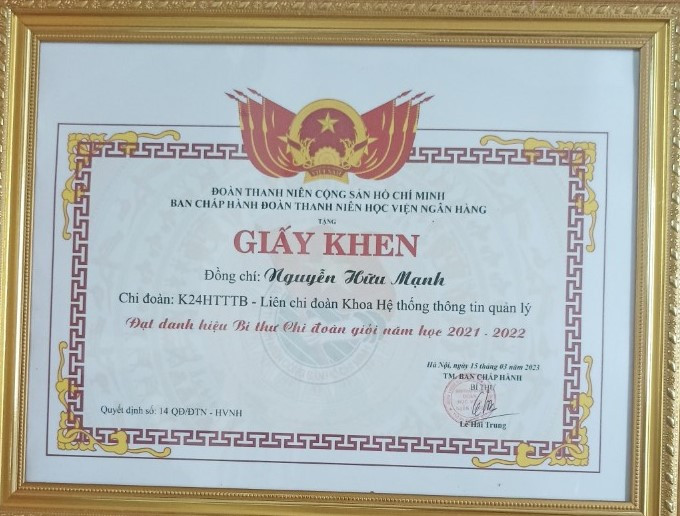 VIỆT NAM
ĐOÀN THANH NIÊN CỘNG SẢN HỒ CHÍ MINH
BAN CHẤP HÀNH ĐOÀN THANH NIÊN HỌC VIỆN NGÂN HÀNG
TẶNG
GIẤY KHEN
Đồng chí: Nguyễn Hữu Mạnh
Chi đoàn: K24HTTTB - Liên chi đoàn Khoa Hệ thống thông tin quản lý
Đạt danh hiệu Bí thư Chi đoàn giỏi năm học 2021 - 2022
Hà Nội, ngày 15 tháng 03 năm 2023
TM. BAN CHẤP HÀNH
BÍ THƯ
Quyết định số: 14 QĐ/ĐTN - HVNH
Lê Hải Trung